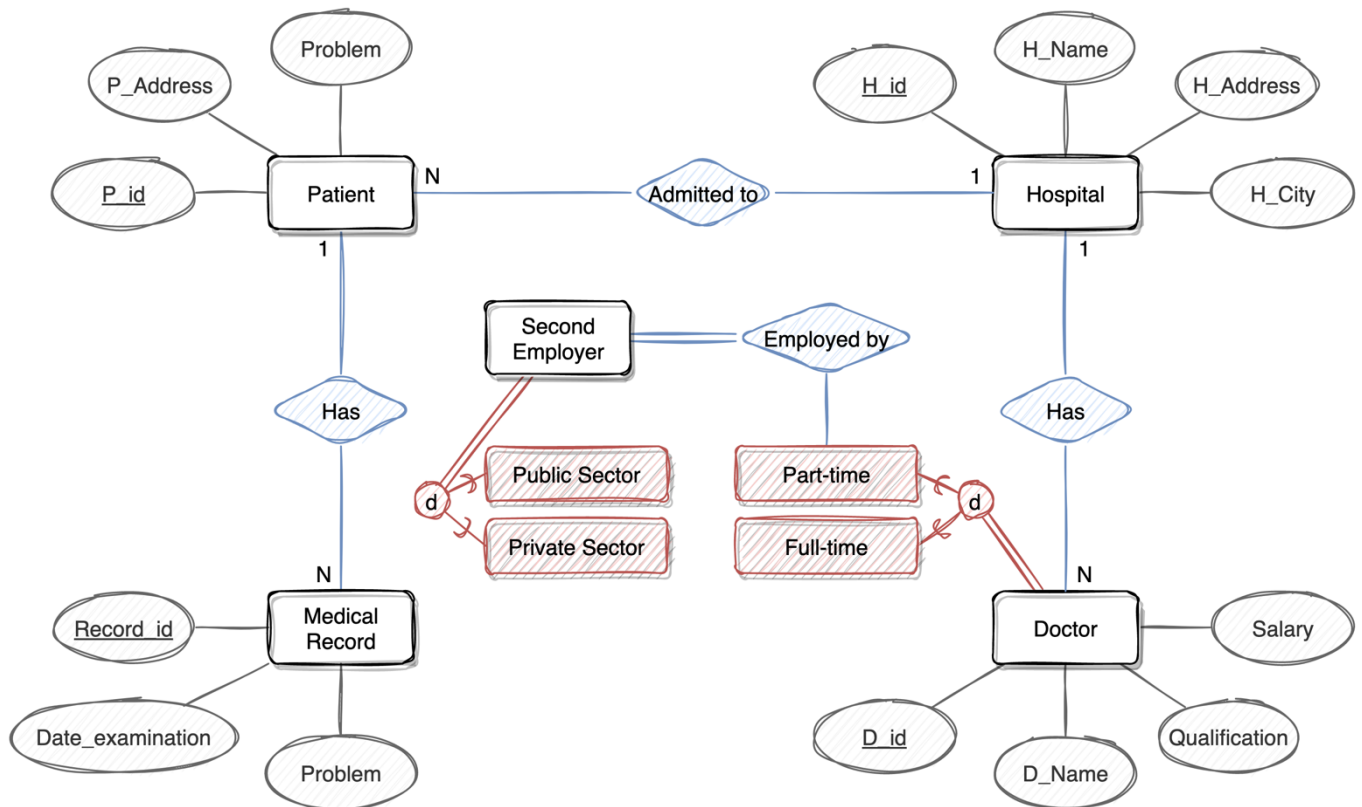 Problem
H_Name
P_Address
H_id
H_Address
P_id
Patient
N
Admitted to
1
Hospital
H_City
1
1
Second
Employer
Employed by
Has
Has
Public Sector
Part-time
d
d
Private Sector
Full-time
N
N
Record_id
Medical
Record
Doctor
Salary
Date_examination
D_id
Qualification
Problem
D_Name